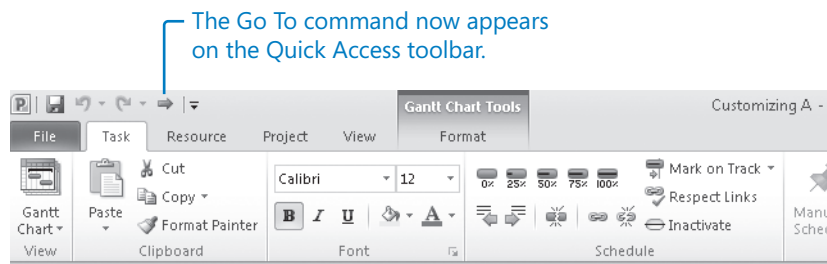 The Go To command now appears
on the Quick Access toolbar.
P
Gantt Chart Tools
Customizing A -
File Task Resource Project View Format
Cut
Copy
Format Painter
Gantt
Chart
Paste
Calibri 12
B I U A
0% 25% 50% 75% 100%
Mark on Track
Respect Links
Inactivate
Manu
Sched
View Clipboard Font Schedule